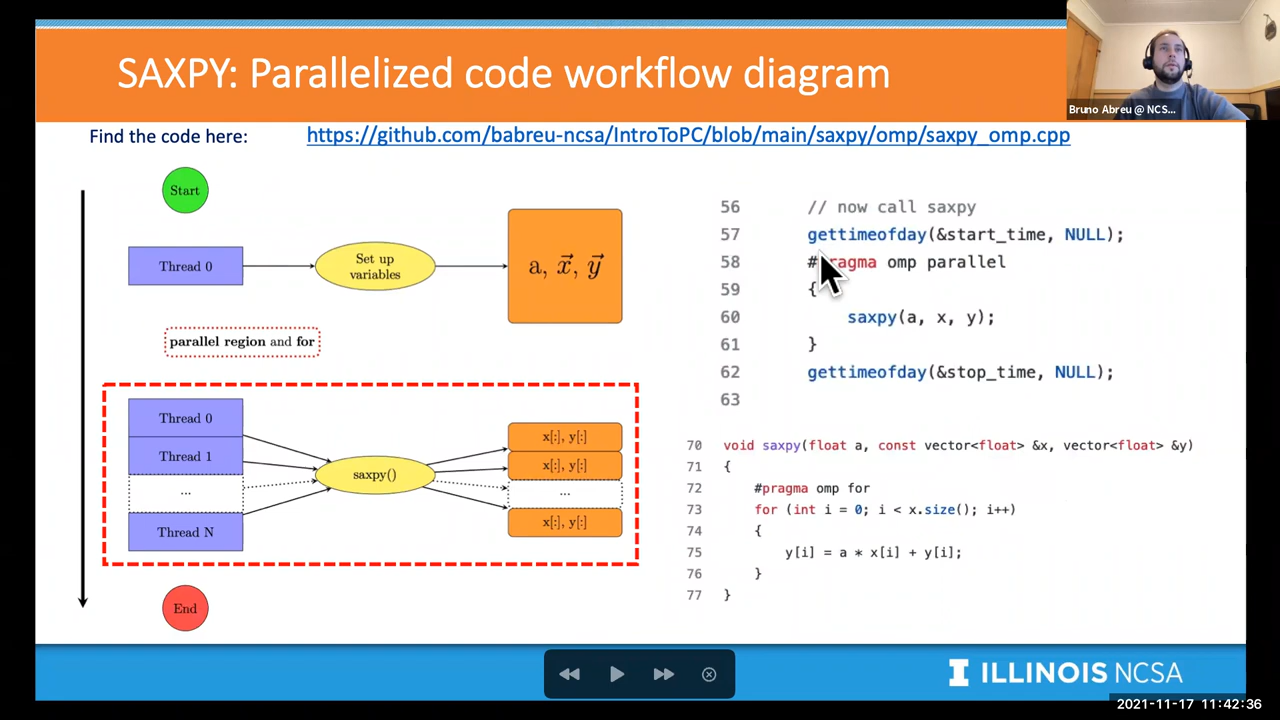 SAXPY: Parallelized code workflow diagram
Bruno Abreu @ NCS...
Find the code here: https://github.com/babreu-ncsa/IntroToPC/blob/main/saxpy/omp/saxpy_omp.cpp
Start
Thread 0
Set up
variables
a, x⃗, y⃗
parallel region and for
Thread 0
Thread 1
...
Thread N
saxpy()
x[:], y[:]
x[:], y[:]
...
x[:], y[:]
End
56 // now call saxpy
57 gettimeofday(&start_time, NULL);
58 #pragma omp parallel
59 {
60 saxpy(a, x, y);
61 }
62 gettimeofday(&stop_time, NULL);
63
70 void saxpy(float a, const vector<float> &x, vector<float> &y)
71 {
72 #pragma omp for
73 for (int i = 0; i < x.size(); i++)
74 {
75 y[i] = a * x[i] + y[i];
76 }
77 }
I ILLINOIS NCSA
2021-11-17 11:42:36